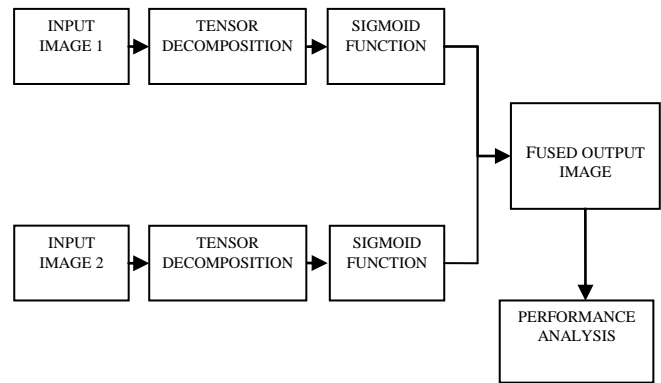 INPUT
IMAGE 1
TENSOR
DECOMPOSITION
SIGMOID
FUNCTION
FUSED OUTPUT
IMAGE
INPUT
IMAGE 2
TENSOR
DECOMPOSITION
SIGMOID
FUNCTION
PERFORMANCE
ANALYSIS